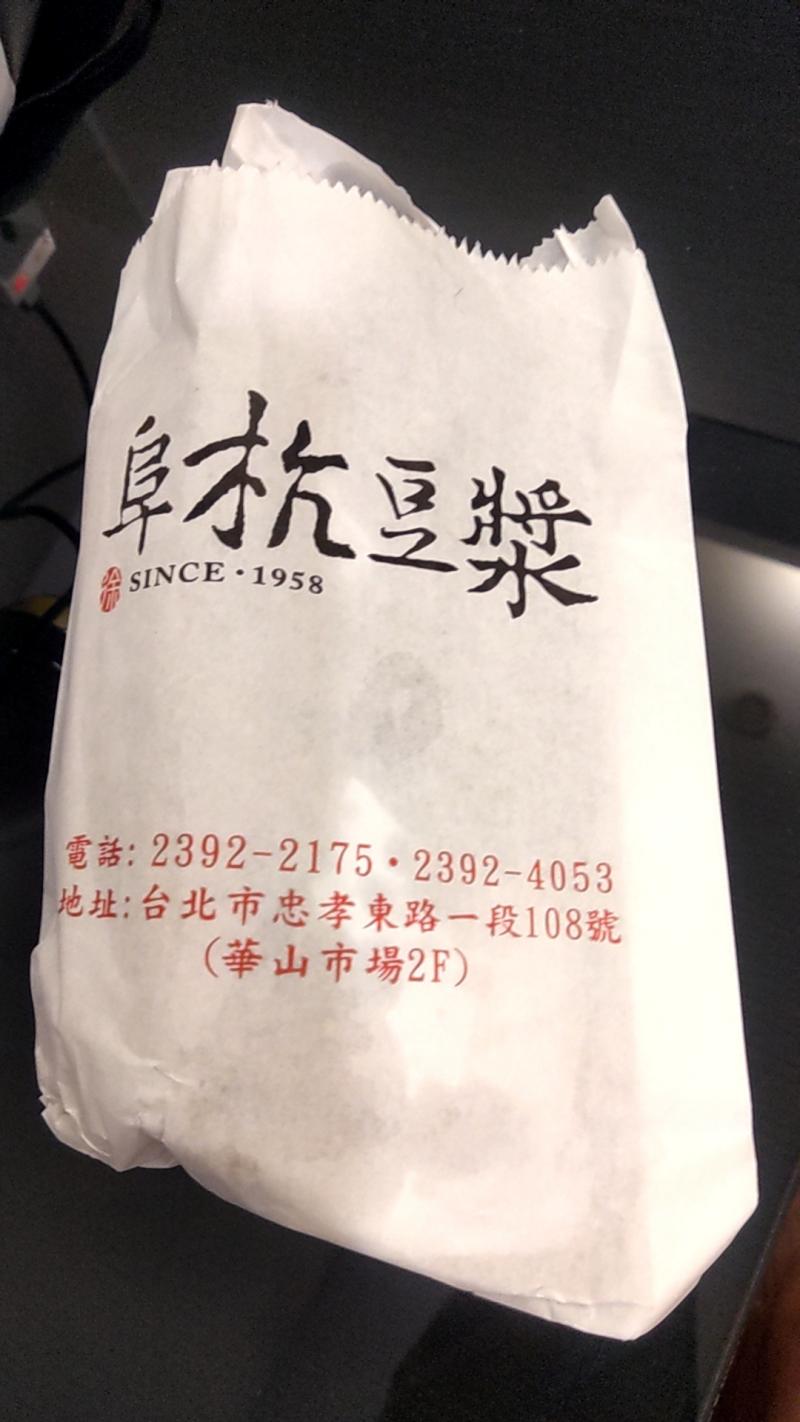 阜杭豆漿
徐 SINCE·1958
電話: 2392-2175·2392-4053
地址:台北市忠孝東路一段108號
(華山市場2F)